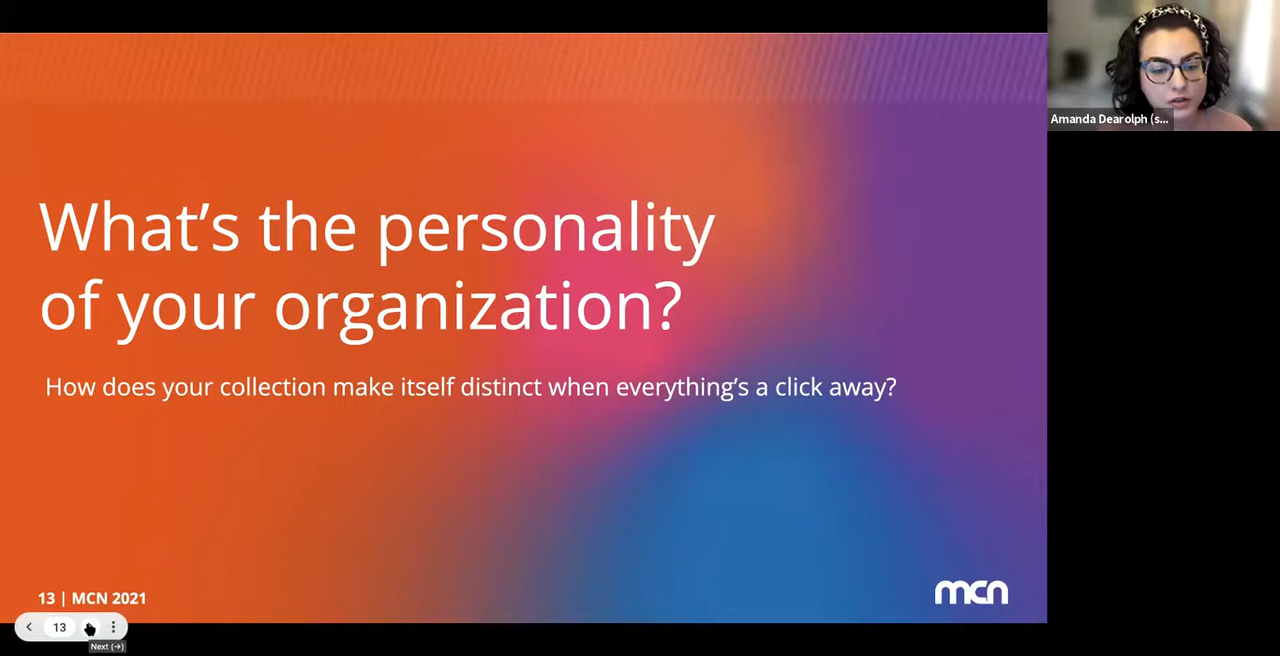 Amanda Dearolph (s...
What's the personality
of your organization?
How does your collection make itself distinct when everything's a click away?
13 | MCN 2021
mcn
13
Next (→)